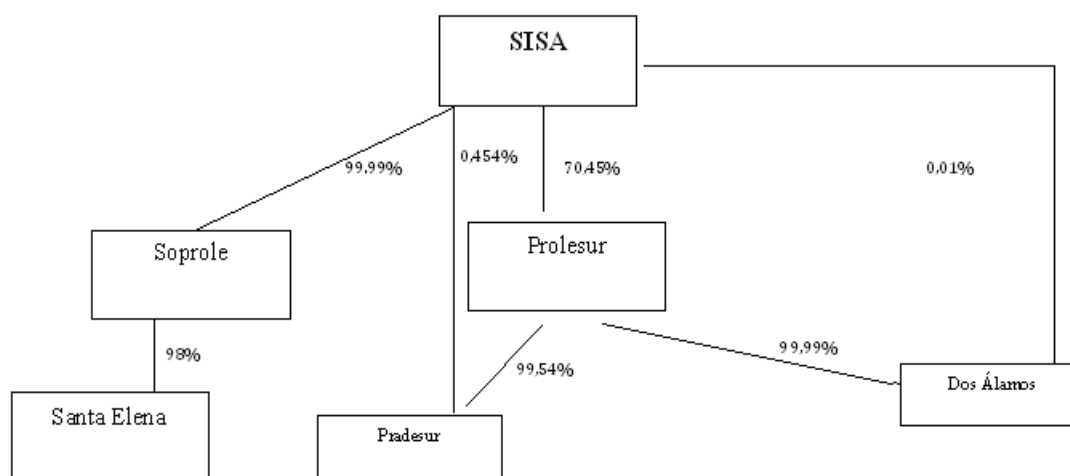 SISA
99.99%
0,454%
70,45%
0,01%
Soprole
Prolesur
98%
99,54%
99,99%
Santa Elena
Pradesur
Dos Álamos